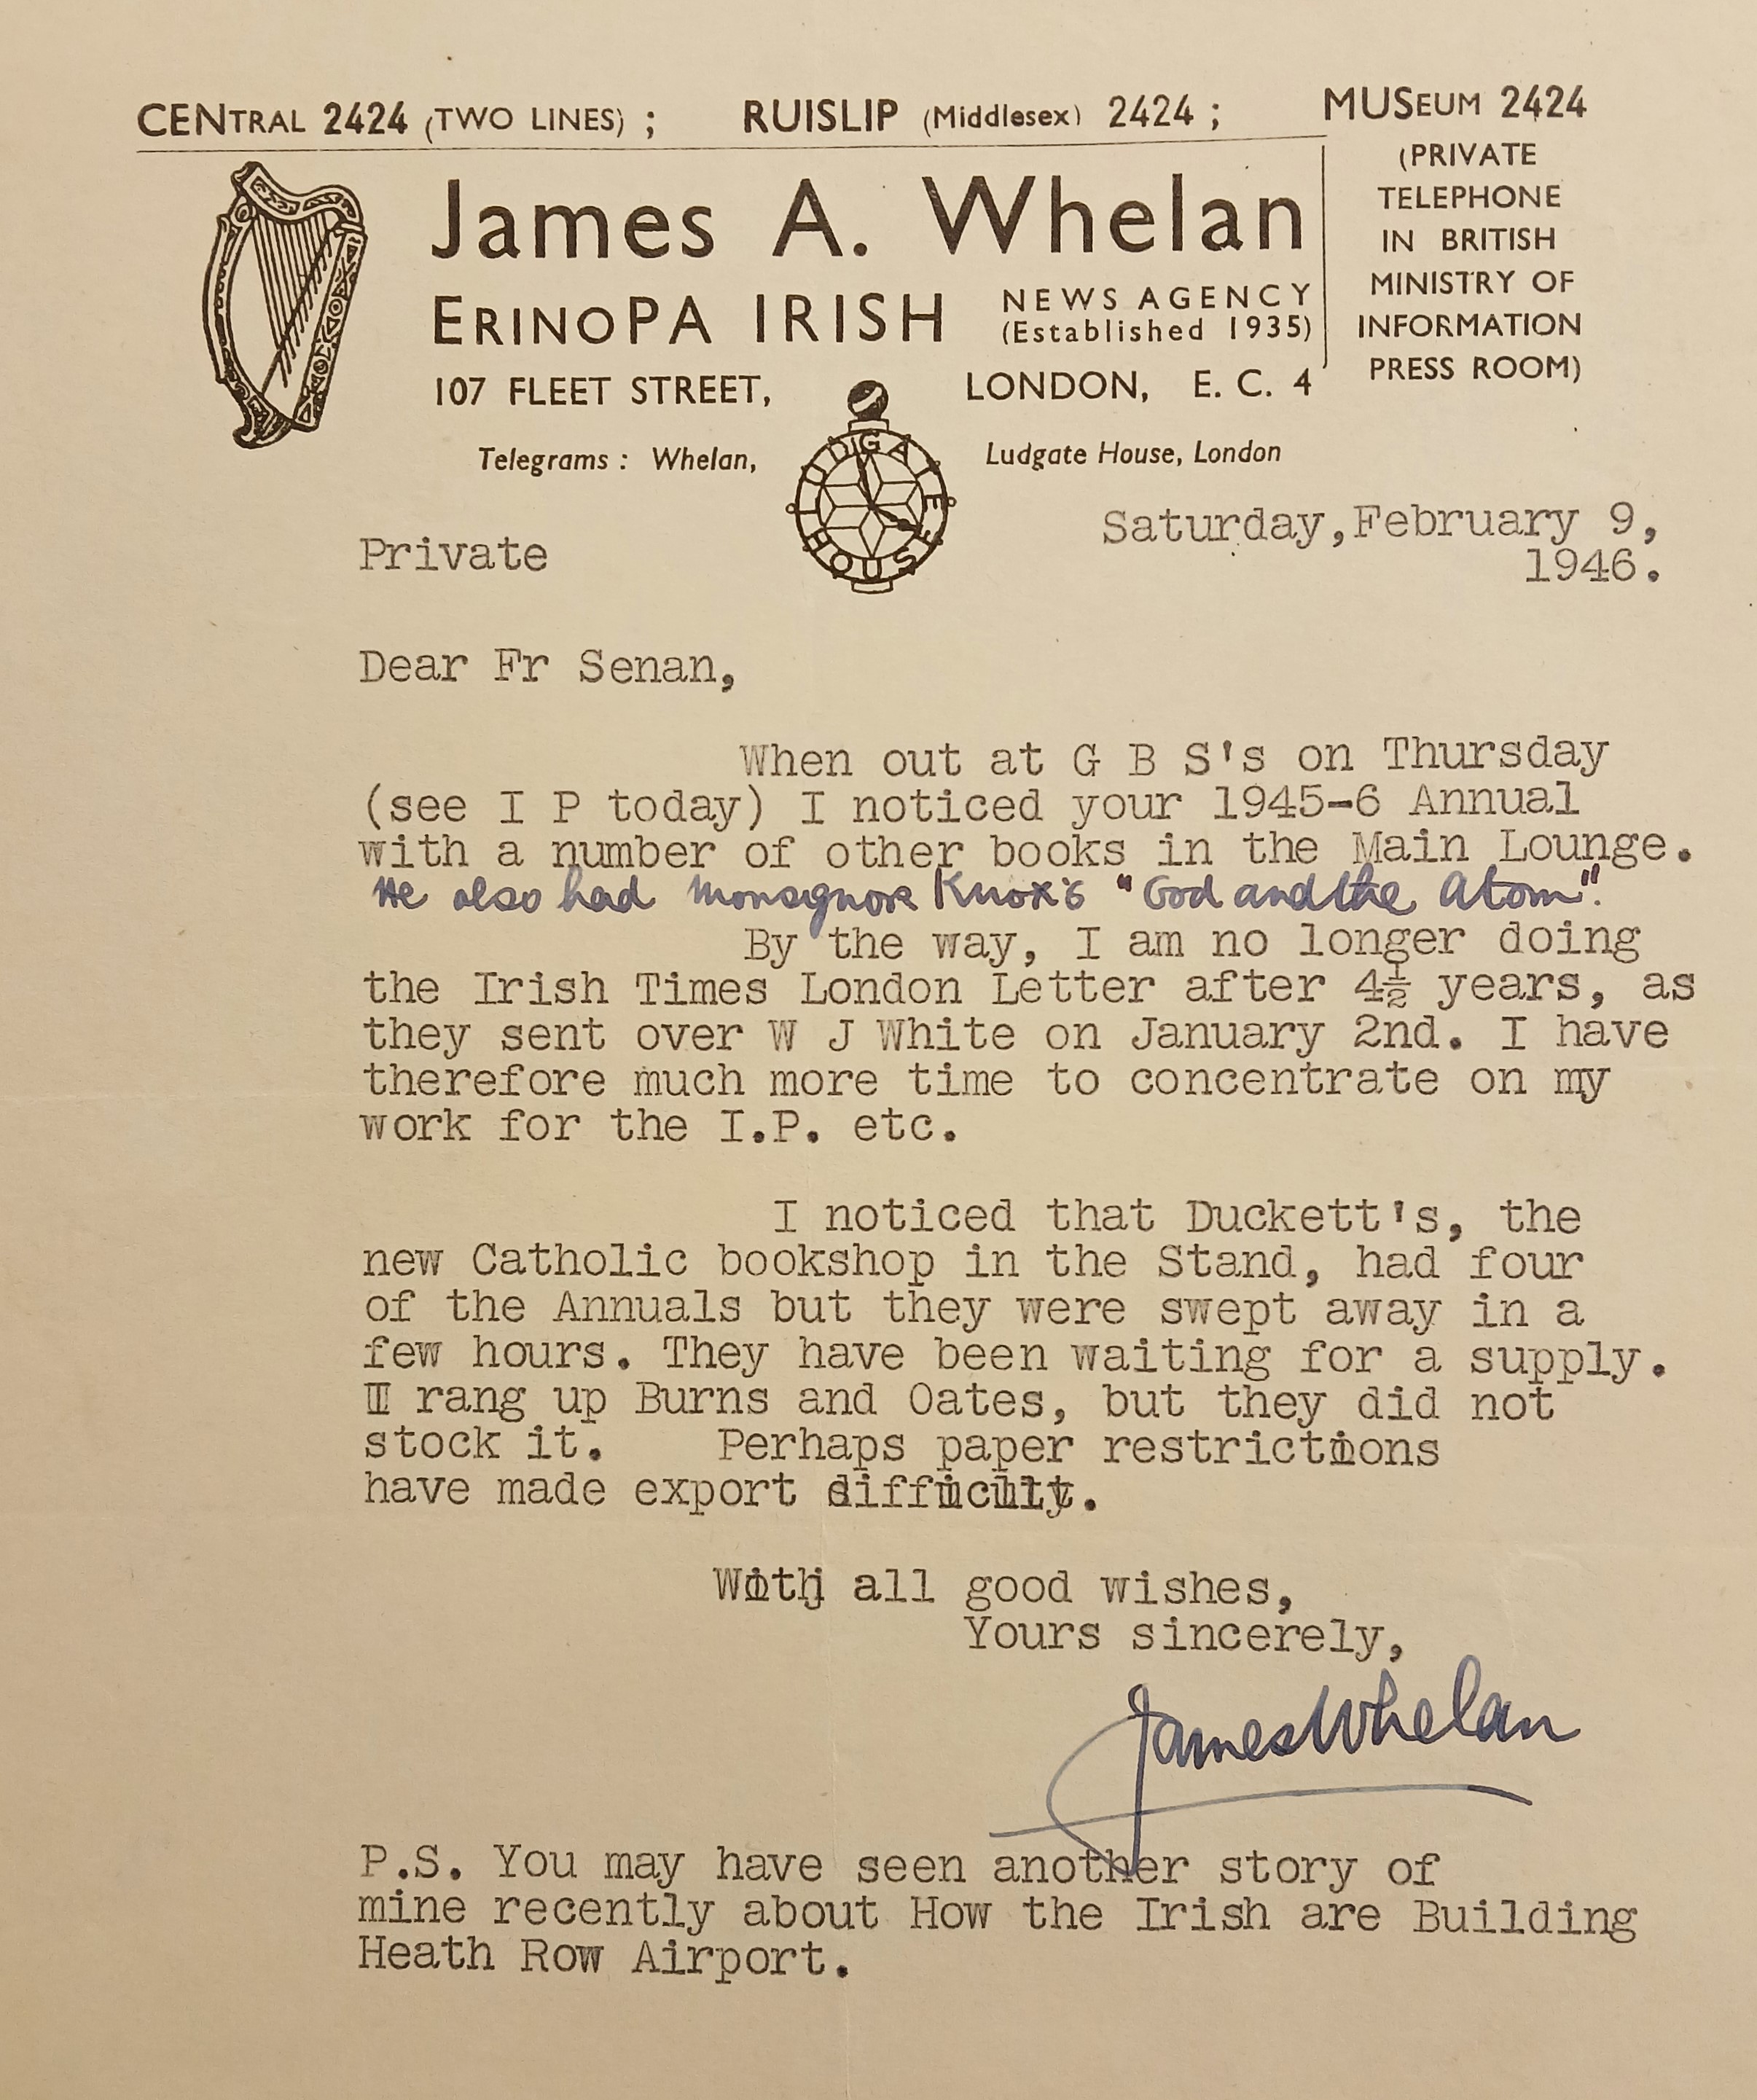 CENTRAL 2424 (TWO LINES) ; RUISLIP (Middlesex) 2424 ; MUSEUM 2424
(PRIVATE
TELEPHONE
IN BRITISH
MINISTRY OF
INFORMATION
PRESS ROOM)
James A. Whelan
ERINOPA IRISH NEWS AGENCY
(Established 1935)
107 FLEET STREET, LONDON, E. C. 4
Telegrams : Whelan, Ludgate House, London
LUDGATE HOUSE
Saturday,February 9,
1946.
Private
Dear Fr Senan,
When out at G B S's on Thursday
(see I P today) I noticed your 1945-6 Annual
with a number of other books in the Main Lounge.
He also had Monsignore Knox's "God and the Atom".
By the way, I am no longer doing
the Irish Times London Letter after 4½ years, as
they sent over W J White on January 2nd. I have
therefore much more time to concentrate on my
work for the I.P. etc.
I noticed that Duckett's, the
new Catholic bookshop in the Stand, had four
of the Annuals but they were swept away in a
few hours. They have been waiting for a supply.
I rang up Burns and Oates, but they did not
stock it. Perhaps paper restrictions
have made export difficult.
With all good wishes,
Yours sincerely,
James Whelan
P.S. You may have seen another story of
mine recently about How the Irish are Building
Heath Row Airport.